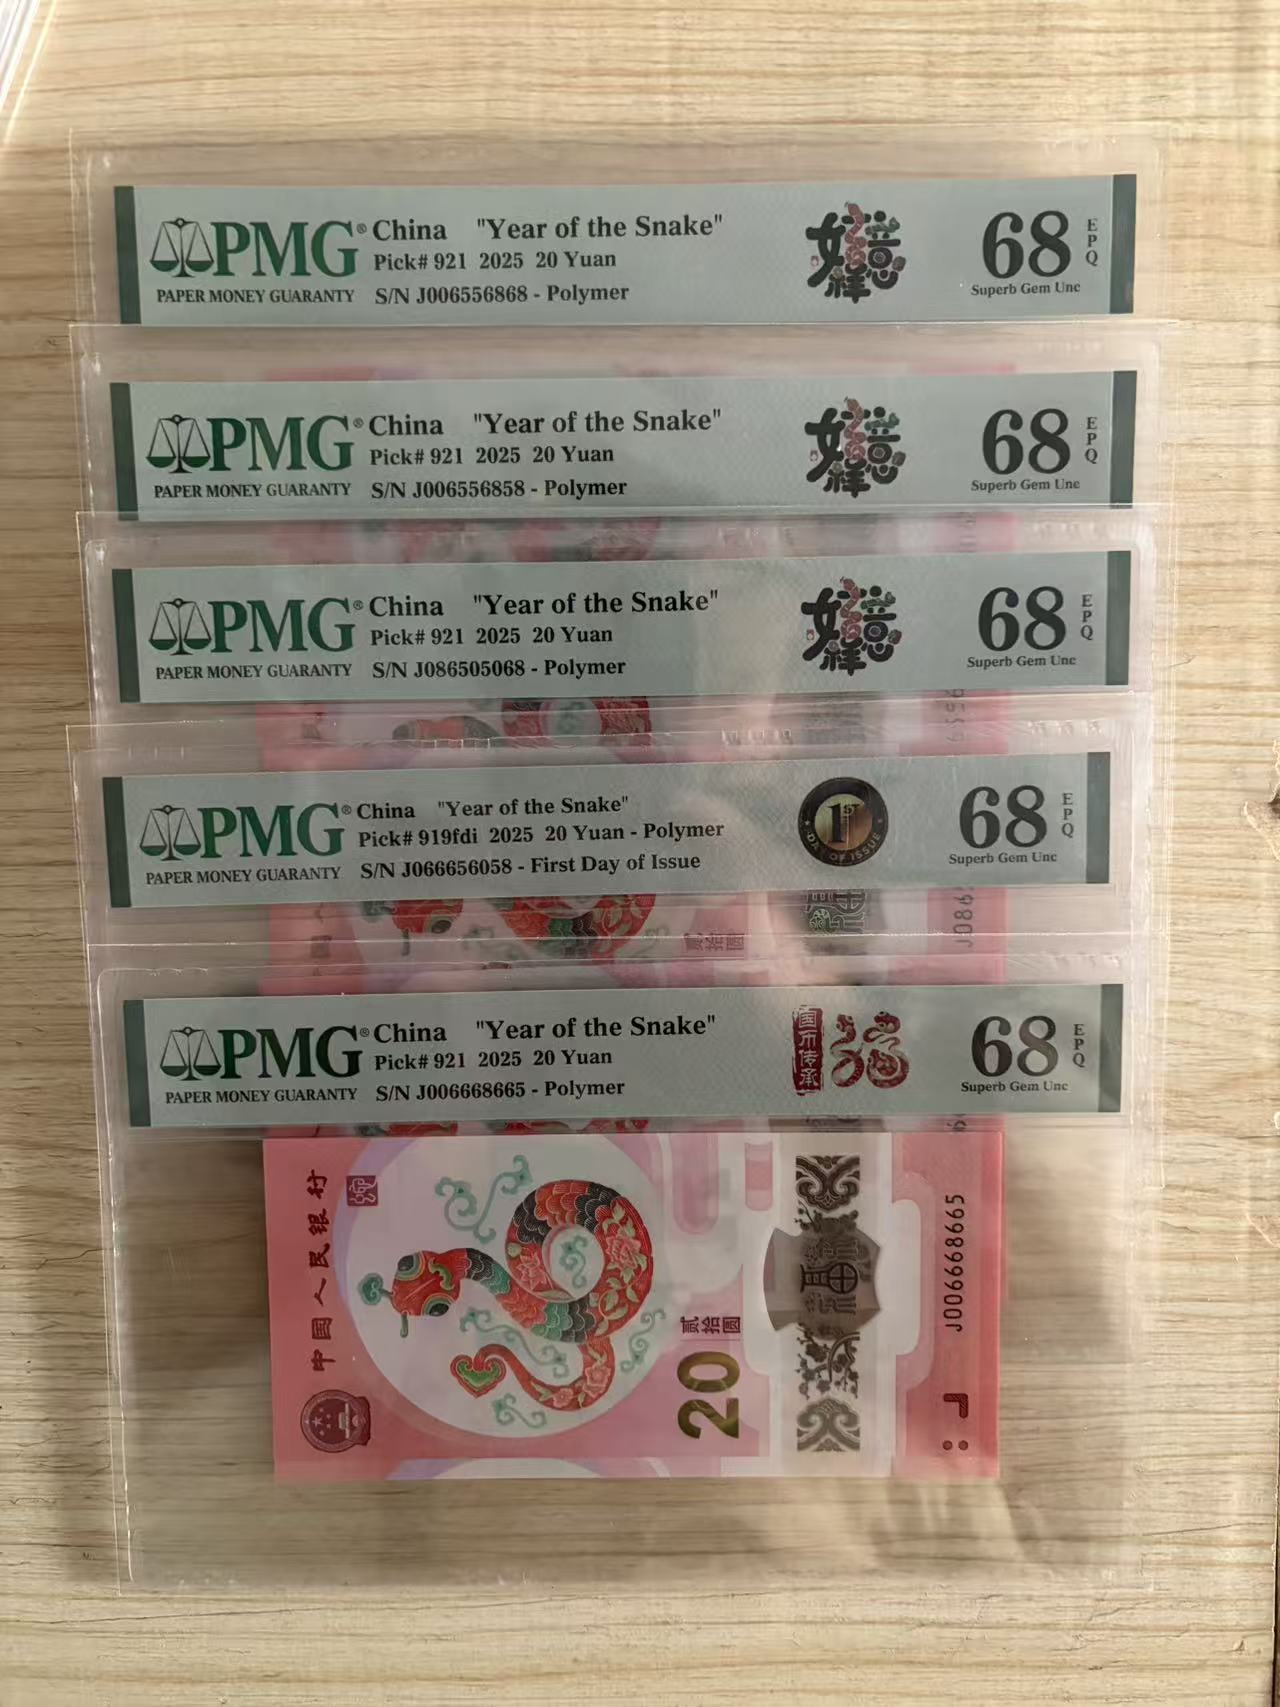 PMG® China "Year of the Snake" 68 EPQ
Pick# 921 2025 20 Yuan
PAPER MONEY GUARANTY S/N J006556868 - Polymer Superb Gem Unc
PMG® China "Year of the Snake" 68 EPQ
Pick# 921 2025 20 Yuan
PAPER MONEY GUARANTY S/N J006556858 - Polymer Superb Gem Unc
PMG® China "Year of the Snake" 68 EPQ
Pick# 921 2025 20 Yuan
PAPER MONEY GUARANTY S/N J086505068 - Polymer Superb Gem Unc
PMG® China "Year of the Snake" 1ST DAY OF ISSUE 68 EPQ
Pick# 919fdi 2025 20 Yuan - Polymer
PAPER MONEY GUARANTY S/N J066656058 - First Day of Issue Superb Gem Unc
贰拾圆
J086
PMG® China "Year of the Snake" 国币传承 福 68 EPQ
Pick# 921 2025 20 Yuan
PAPER MONEY GUARANTY S/N J006668665 - Polymer Superb Gem Unc
中国人民银行
贰拾圆
20
J006668665